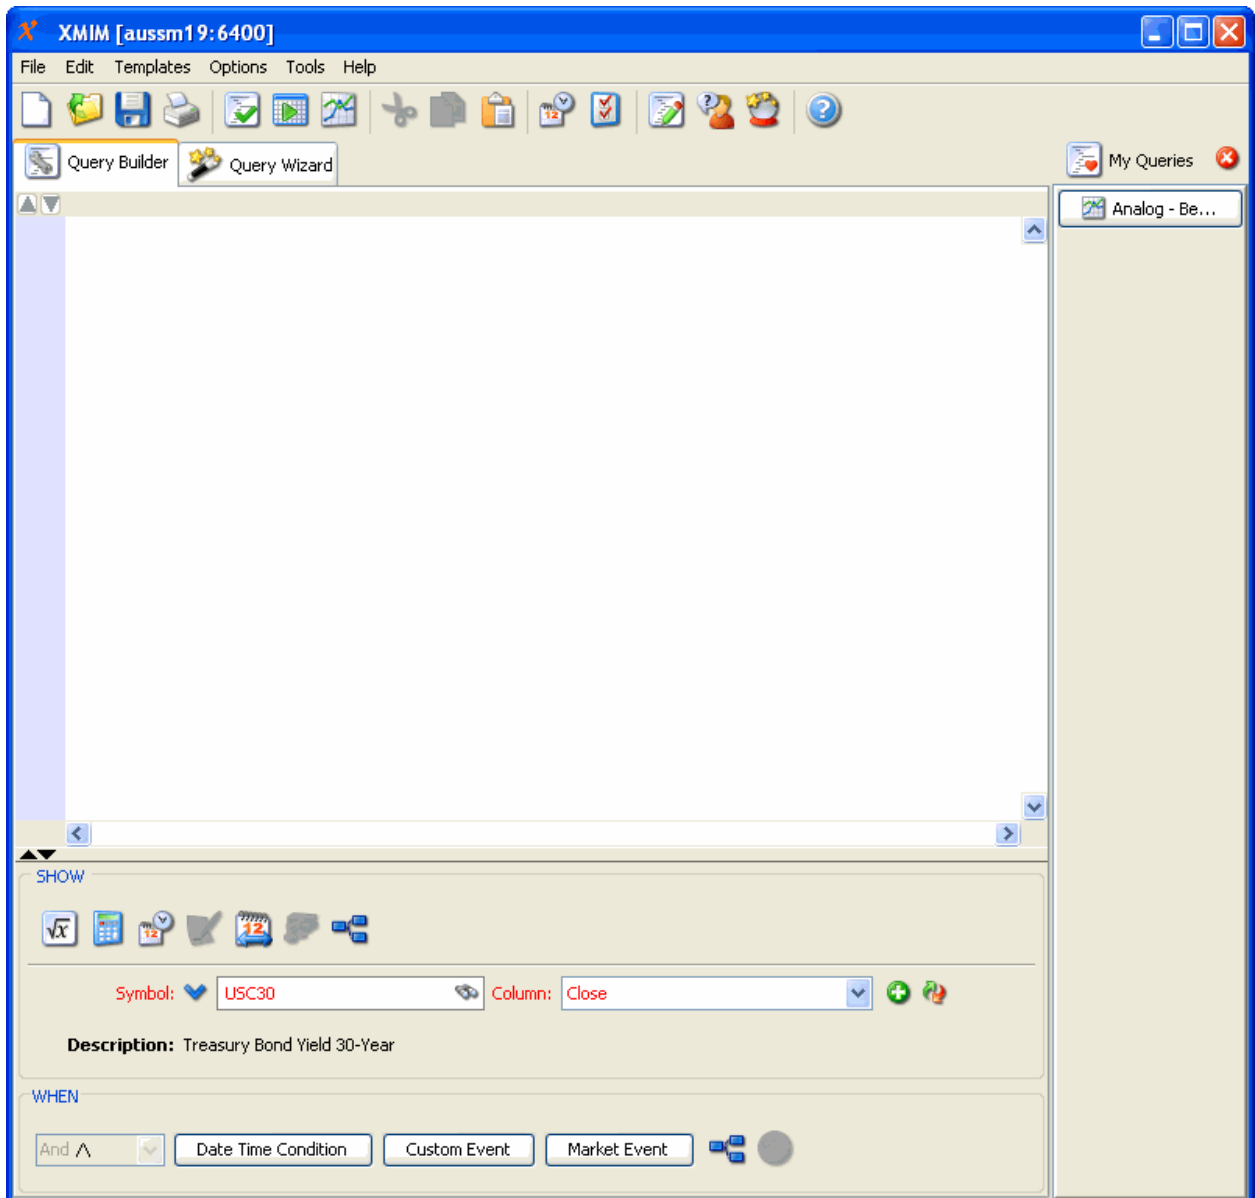 XMIM [aussm19:6400]
File Edit Templates Options Tools Help
Query Builder Query Wizard My Queries
Analog - Be...
SHOW
Symbol: USC30 Column: Close
Description: Treasury Bond Yield 30-Year
WHEN
And ∧ Date Time Condition Custom Event Market Event